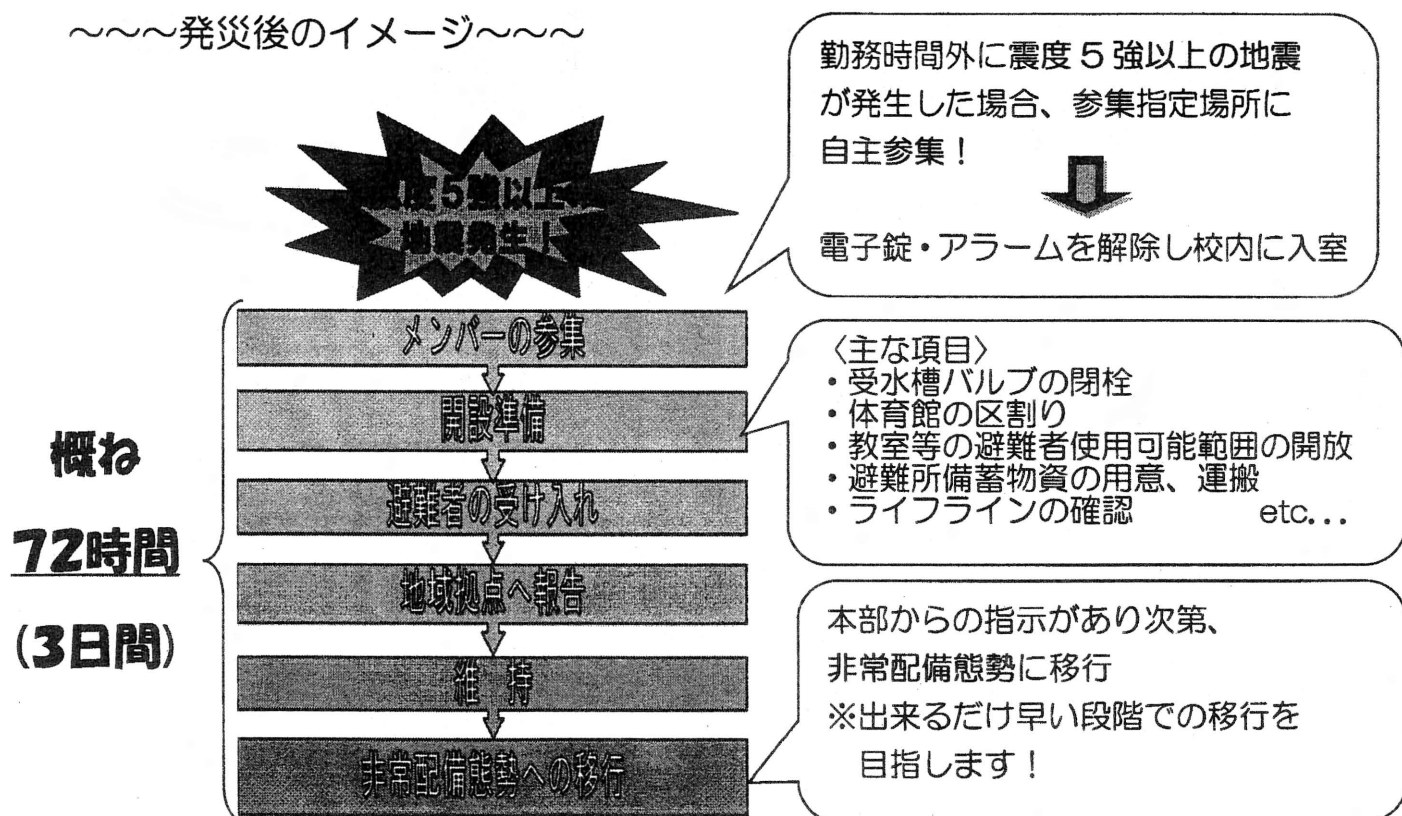 ～～～発災後のイメージ～～～
震度５強以上の
地震発生！
勤務時間外に震度５強以上の地震
が発生した場合、参集指定場所に
自主参集！
電子錠・アラームを解除し校内に入室
概ね
72時間
(3日間)
メンバーの参集
開設準備
避難者の受け入れ
地域拠点へ報告
維　持
非常配備態勢への移行
〈主な項目〉
・受水槽バルブの閉栓
・体育館の区割り
・教室等の避難者使用可能範囲の開放
・避難所備蓄物資の用意、運搬
・ライフラインの確認　　　etc...
本部からの指示があり次第、
非常配備態勢に移行
※出来るだけ早い段階での移行を
目指します！